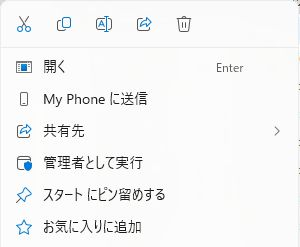 開く Enter
My Phone に送信
共有先
管理者として実行
スタート にピン留めする
お気に入りに追加